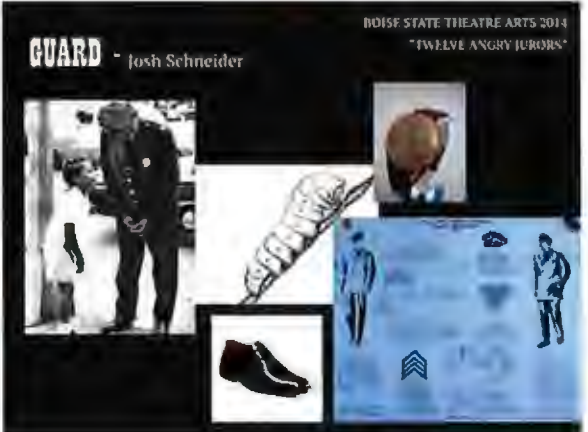 BOISE STATE THEATRE ARTS 2014
"TWELVE ANGRY JURORS"
GUARD - Josh Schneider